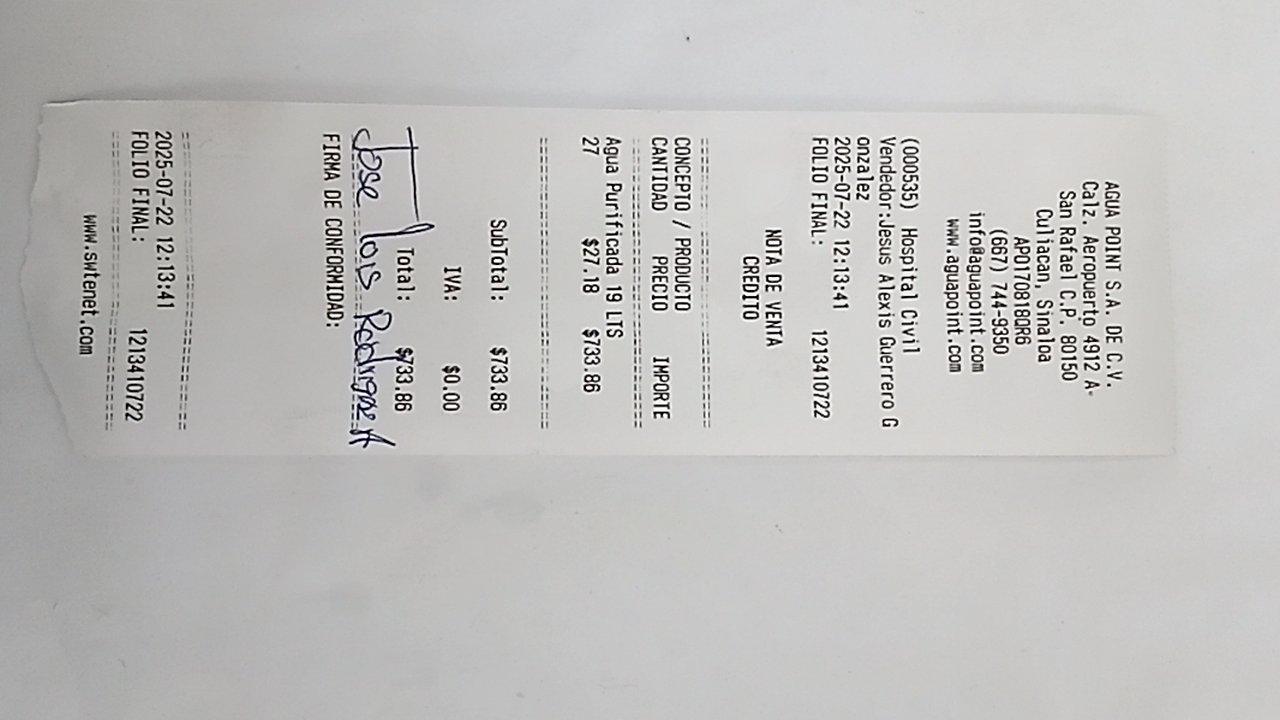 AGUA POINT S.A. DE C.V.
Calz. Aeropuerto 4912 A-
San Rafael C.P. 80150
Culiacan, Sinaloa
APO170818QR6
(667) 744-9350
info@aguapoint.com
www.aguapoint.com
(000535) Hospital Civil
Vendedor:Jesus Alexis Guerrero G
onzalez
2025-07-22 12:13:41
FOLIO FINAL: 1213410722
NOTA DE VENTA
CREDITO
CONCEPTO / PRODUCTO
CANTIDAD PRECIO IMPORTE
Agua Purificada 19 LTS
27 $27.18 $733.86
SubTotal: $733.86
IVA: $0.00
Total: $733.86
Jose lois Rodrigoez A
FIRMA DE CONFORMIDAD:
2025-07-22 12:13:41
FOLIO FINAL: 1213410722
www.swtenet.com